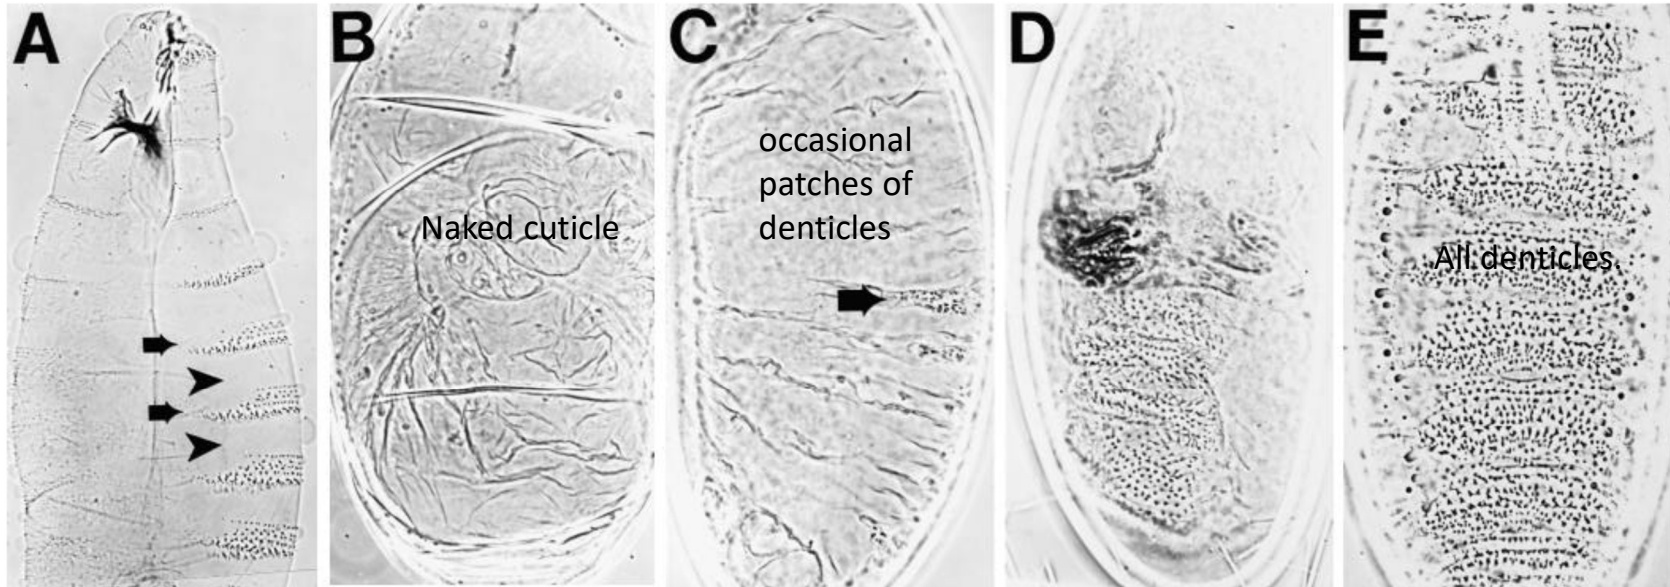 A
B
C
D
E
occasional
patches of
denticles
Naked cuticle
All denticles.